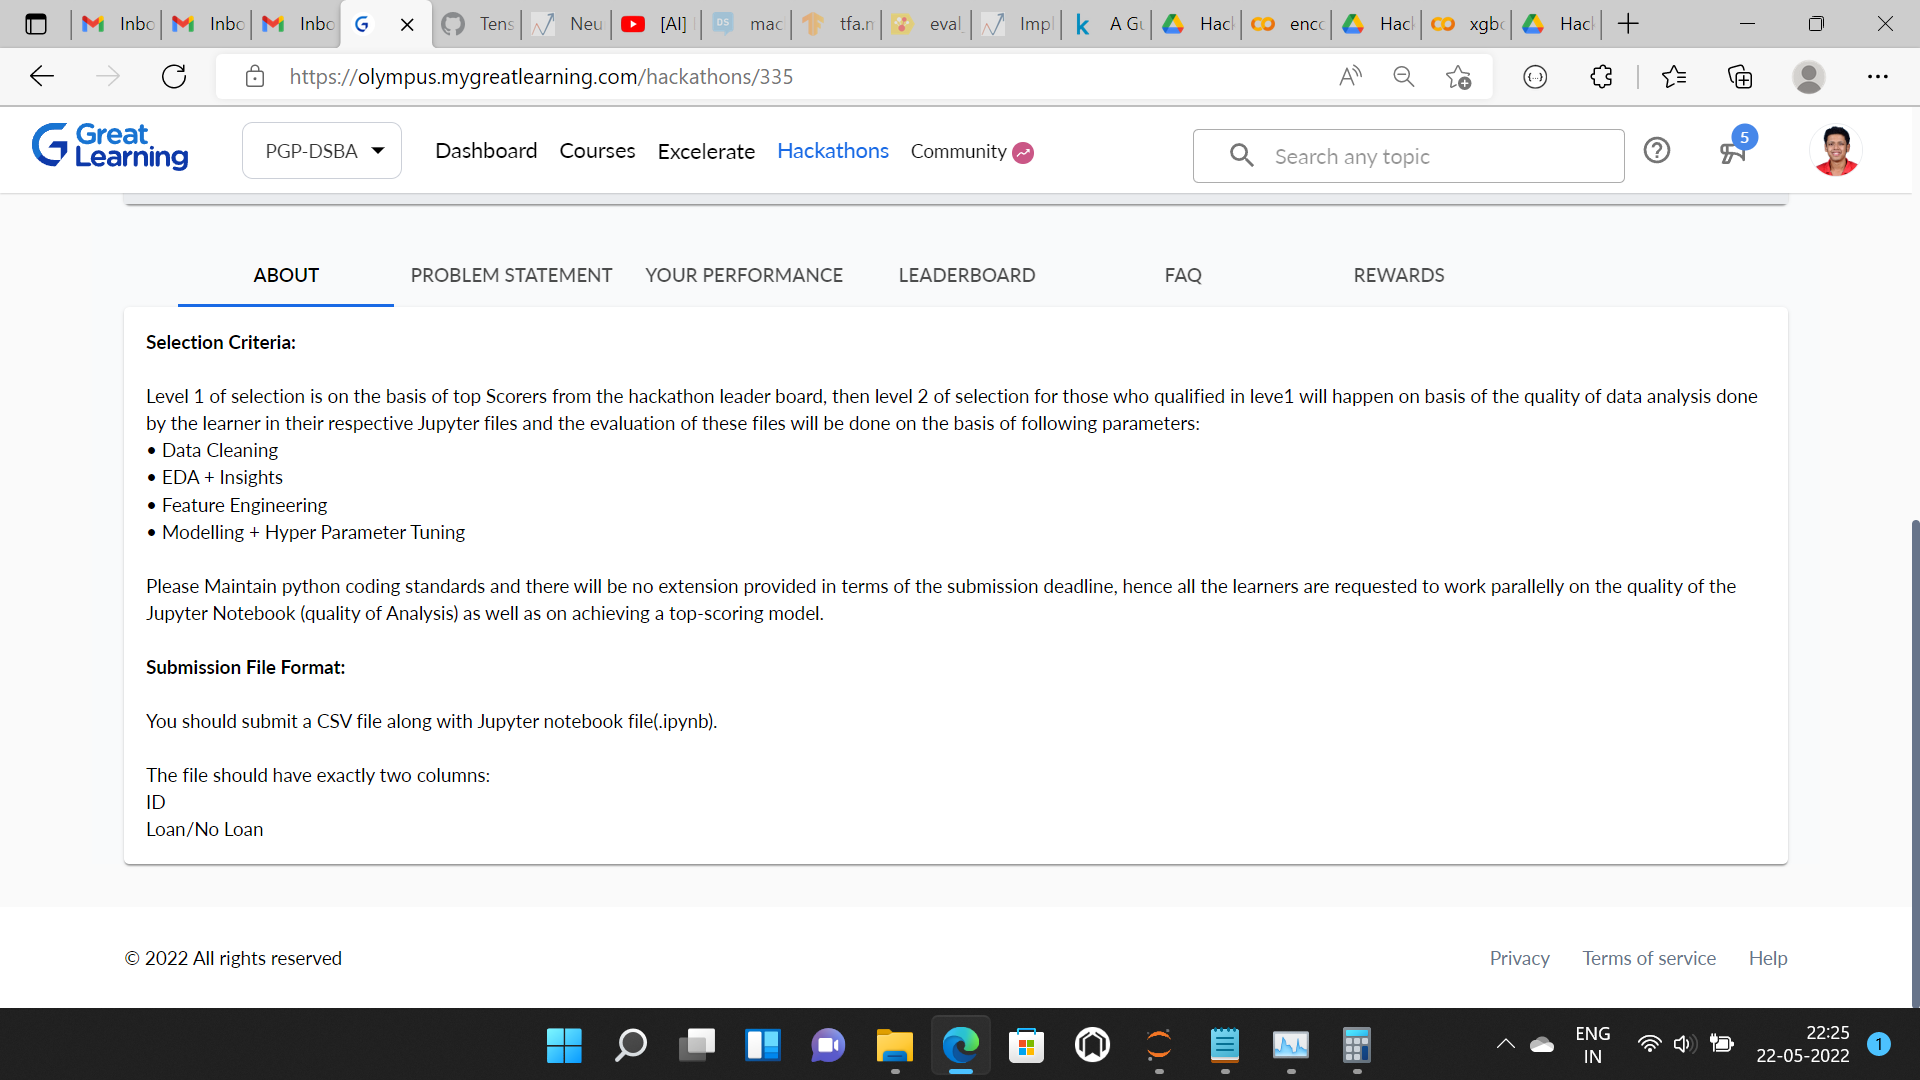 Inbo Inbo Inbo Tens Neu [AI] DS mac tfa.m eval_ Impl k A Gu Hack enco Hack xgbo Hack
https://olympus.mygreatlearning.com/hackathons/335
Great Learning
PGP-DSBA Dashboard Courses Excelerate Hackathons Community Search any topic 5
ABOUT PROBLEM STATEMENT YOUR PERFORMANCE LEADERBOARD FAQ REWARDS
Selection Criteria:
Level 1 of selection is on the basis of top Scorers from the hackathon leader board, then level 2 of selection for those who qualified in leve1 will happen on basis of the quality of data analysis done
by the learner in their respective Jupyter files and the evaluation of these files will be done on the basis of following parameters:
• Data Cleaning
• EDA + Insights
• Feature Engineering
• Modelling + Hyper Parameter Tuning
Please Maintain python coding standards and there will be no extension provided in terms of the submission deadline, hence all the learners are requested to work parallelly on the quality of the
Jupyter Notebook (quality of Analysis) as well as on achieving a top-scoring model.
Submission File Format:
You should submit a CSV file along with Jupyter notebook file(.ipynb).
The file should have exactly two columns:
ID
Loan/No Loan
© 2022 All rights reserved Privacy Terms of service Help
ENG 22:25
IN 22-05-2022 1